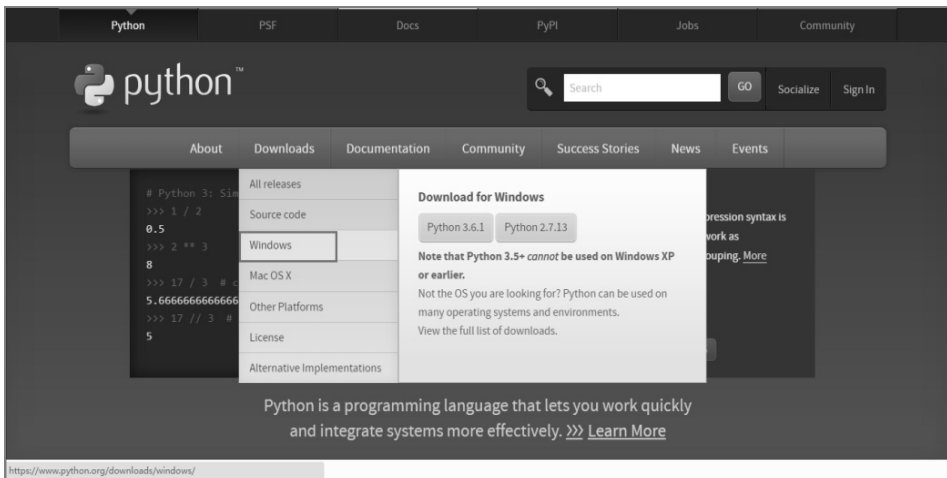 Python PSF Docs PyPI Jobs Community
python™
Search GO Socialize Sign In
About Downloads Documentation Community Success Stories News Events
# Python 3: Sim
>>> 1 / 2
0.5
>>> 2 ** 3
8
>>> 17 / 3 # c
5.6666666666666
>>> 17 // 3 #
5
All releases
Source code
Windows
Mac OS X
Other Platforms
License
Alternative Implementations
Download for Windows
Python 3.6.1 Python 2.7.13
Note that Python 3.5+ cannot be used on Windows XP
or earlier.
Not the OS you are looking for? Python can be used on
many operating systems and environments.
View the full list of downloads.
pression syntax is
work as
ouping. More
Python is a programming language that lets you work quickly
and integrate systems more effectively. >>> Learn More
https://www.python.org/downloads/windows/